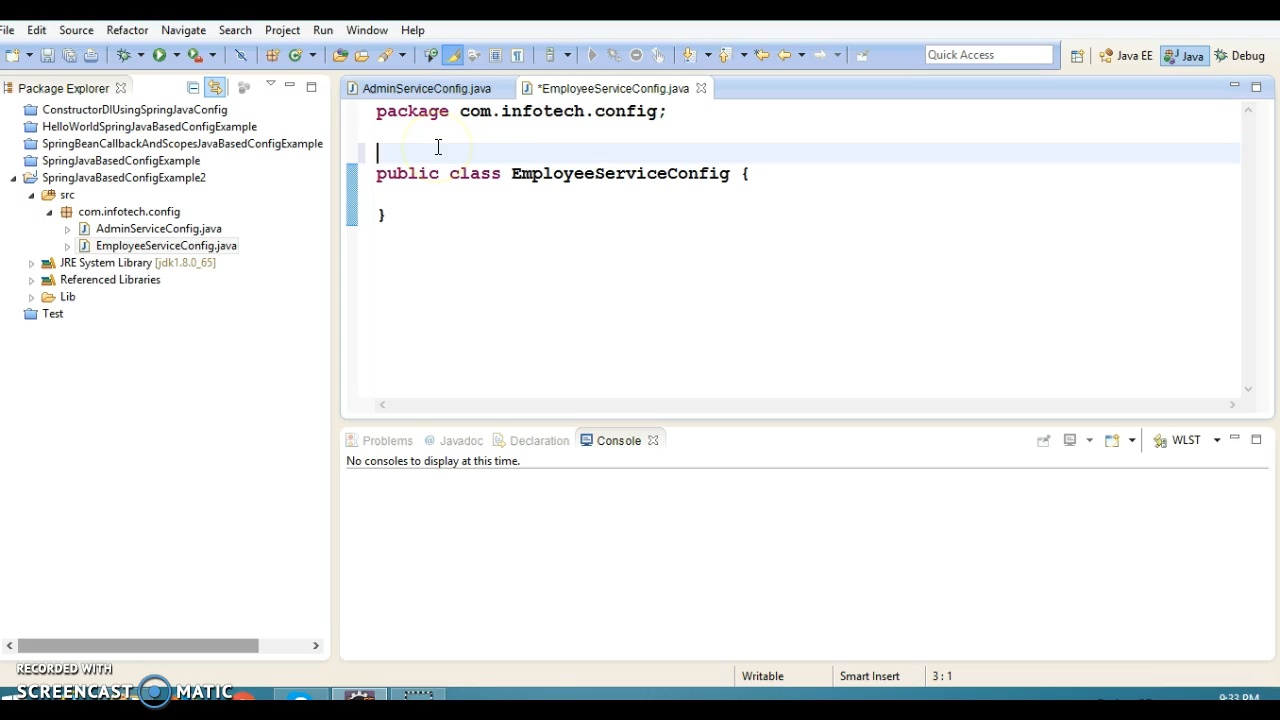 File Edit Source Refactor Navigate Search Project Run Window Help
Quick Access Java EE Java Debug
Package Explorer
ConstructorDIUsingSpringJavaConfig
HelloWorldSpringJavaBasedConfigExample
SpringBeanCallbackAndScopesJavaBasedConfigExample
SpringJavaBasedConfigExample
SpringJavaBasedConfigExample2
src
com.infotech.config
AdminServiceConfig.java
EmployeeServiceConfig.java
JRE System Library [jdk1.8.0_65]
Referenced Libraries
Lib
Test
AdminServiceConfig.java *EmployeeServiceConfig.java
package com.infotech.config;
public class EmployeeServiceConfig {
}
Problems @ Javadoc Declaration Console
WLST
No consoles to display at this time.
Writable Smart Insert 3 : 1
RECORDED WITH
SCREENCAST MATIC
9:33 PM